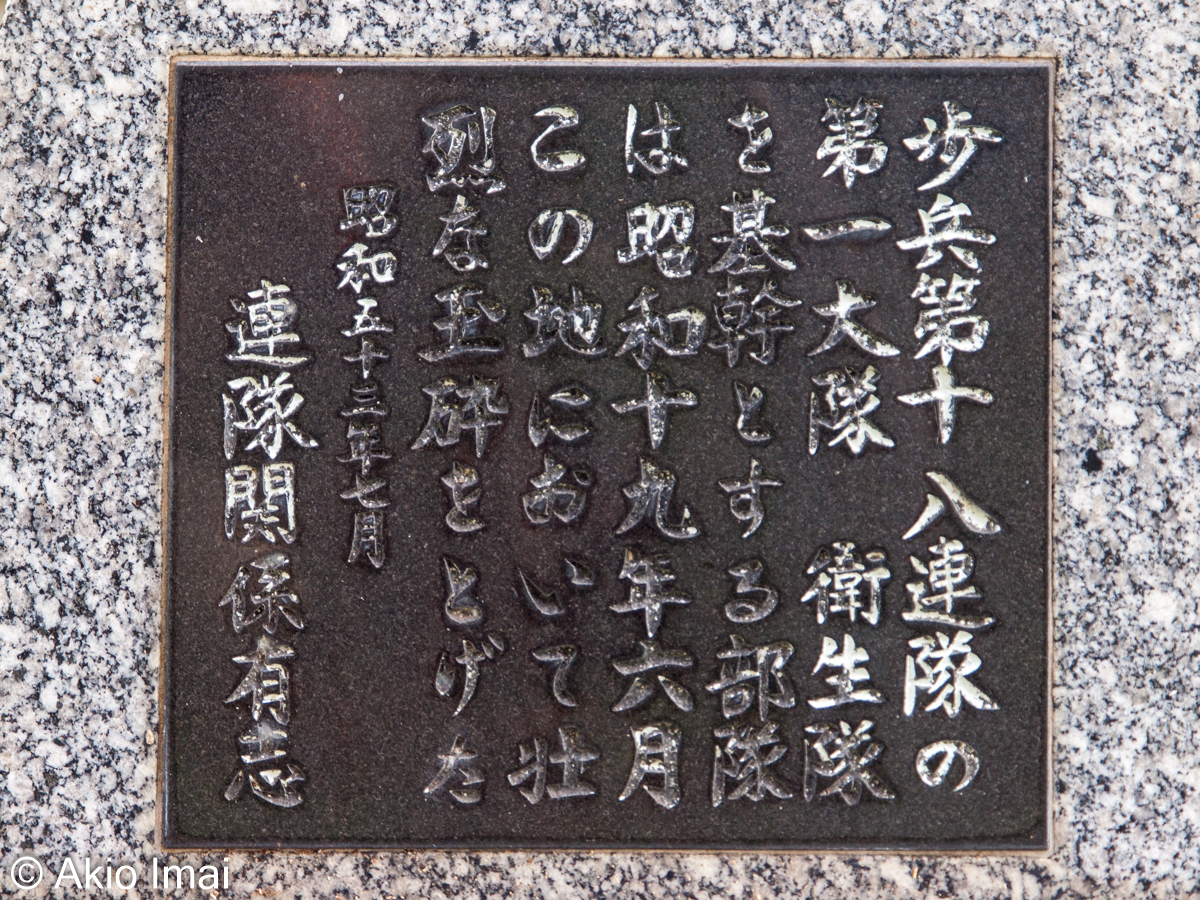 歩兵第十八連隊の
第一大隊　衛生隊
を基幹とする部隊
は昭和十九年六月
この地において壮
烈な玉砕をとげた
昭和五十三年七月
連隊関係有志
© Akio Imai